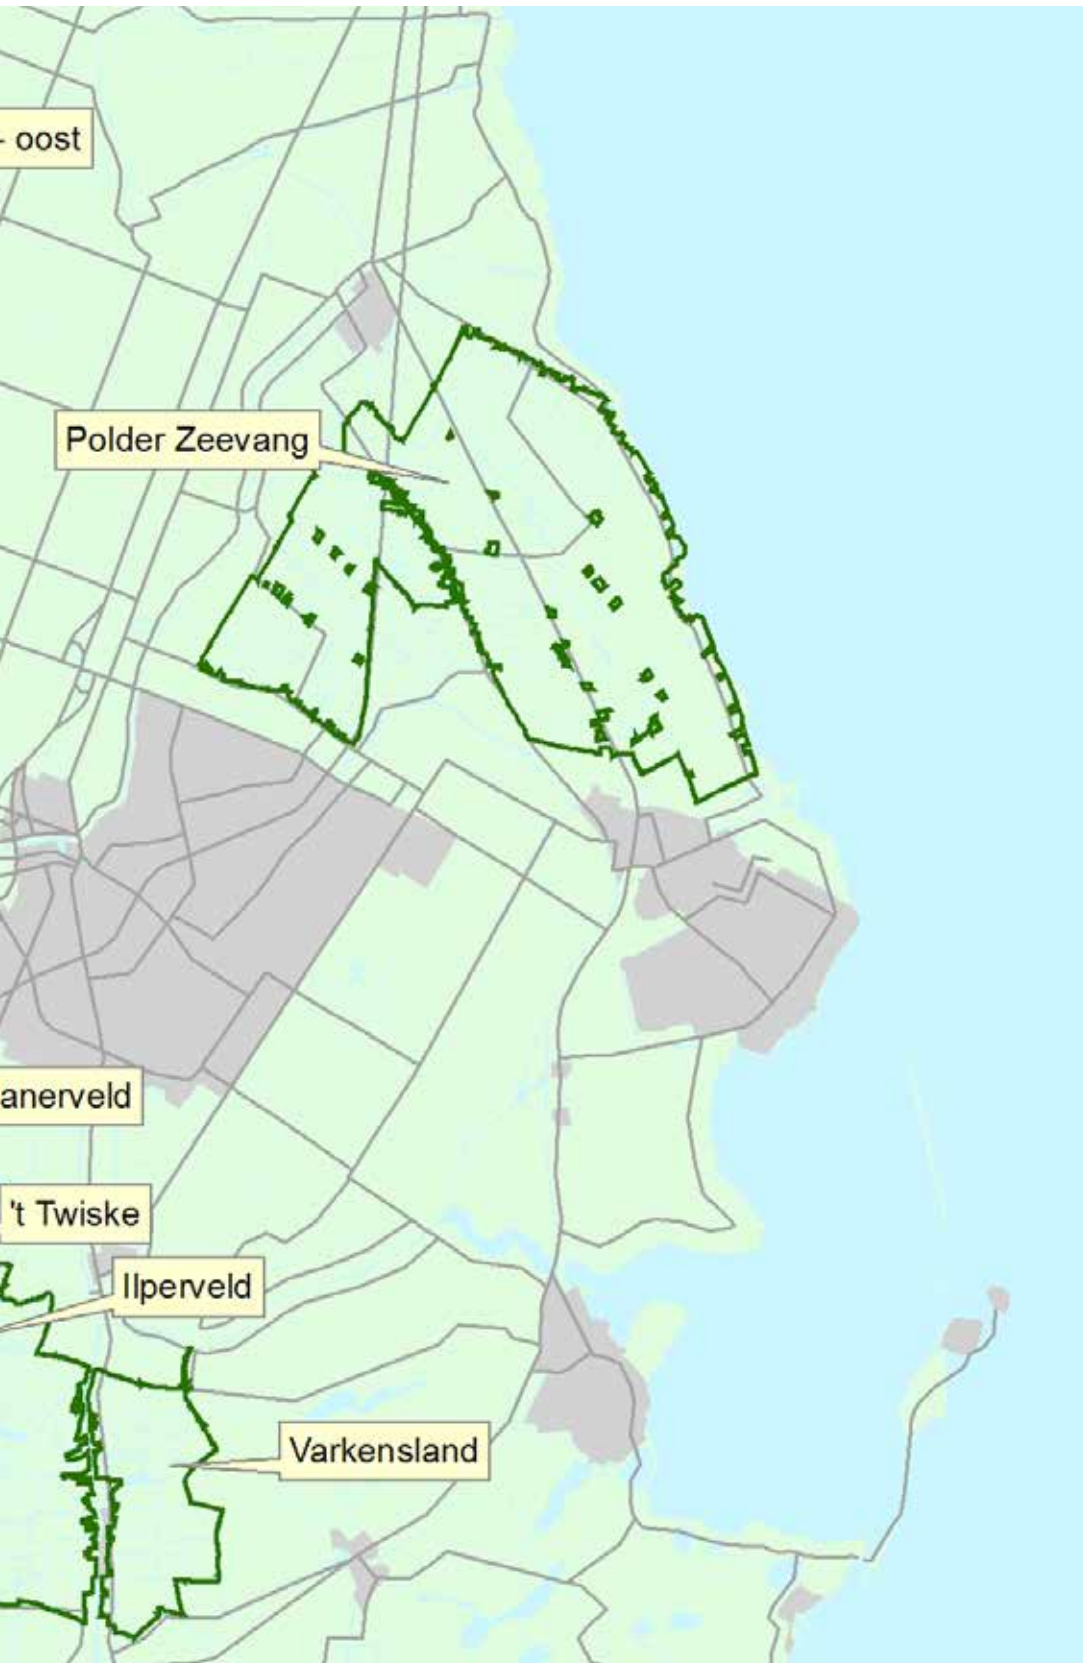 - oost
Polder Zeevang
anerveld
't Twiske
Ilperveld
Varkensland